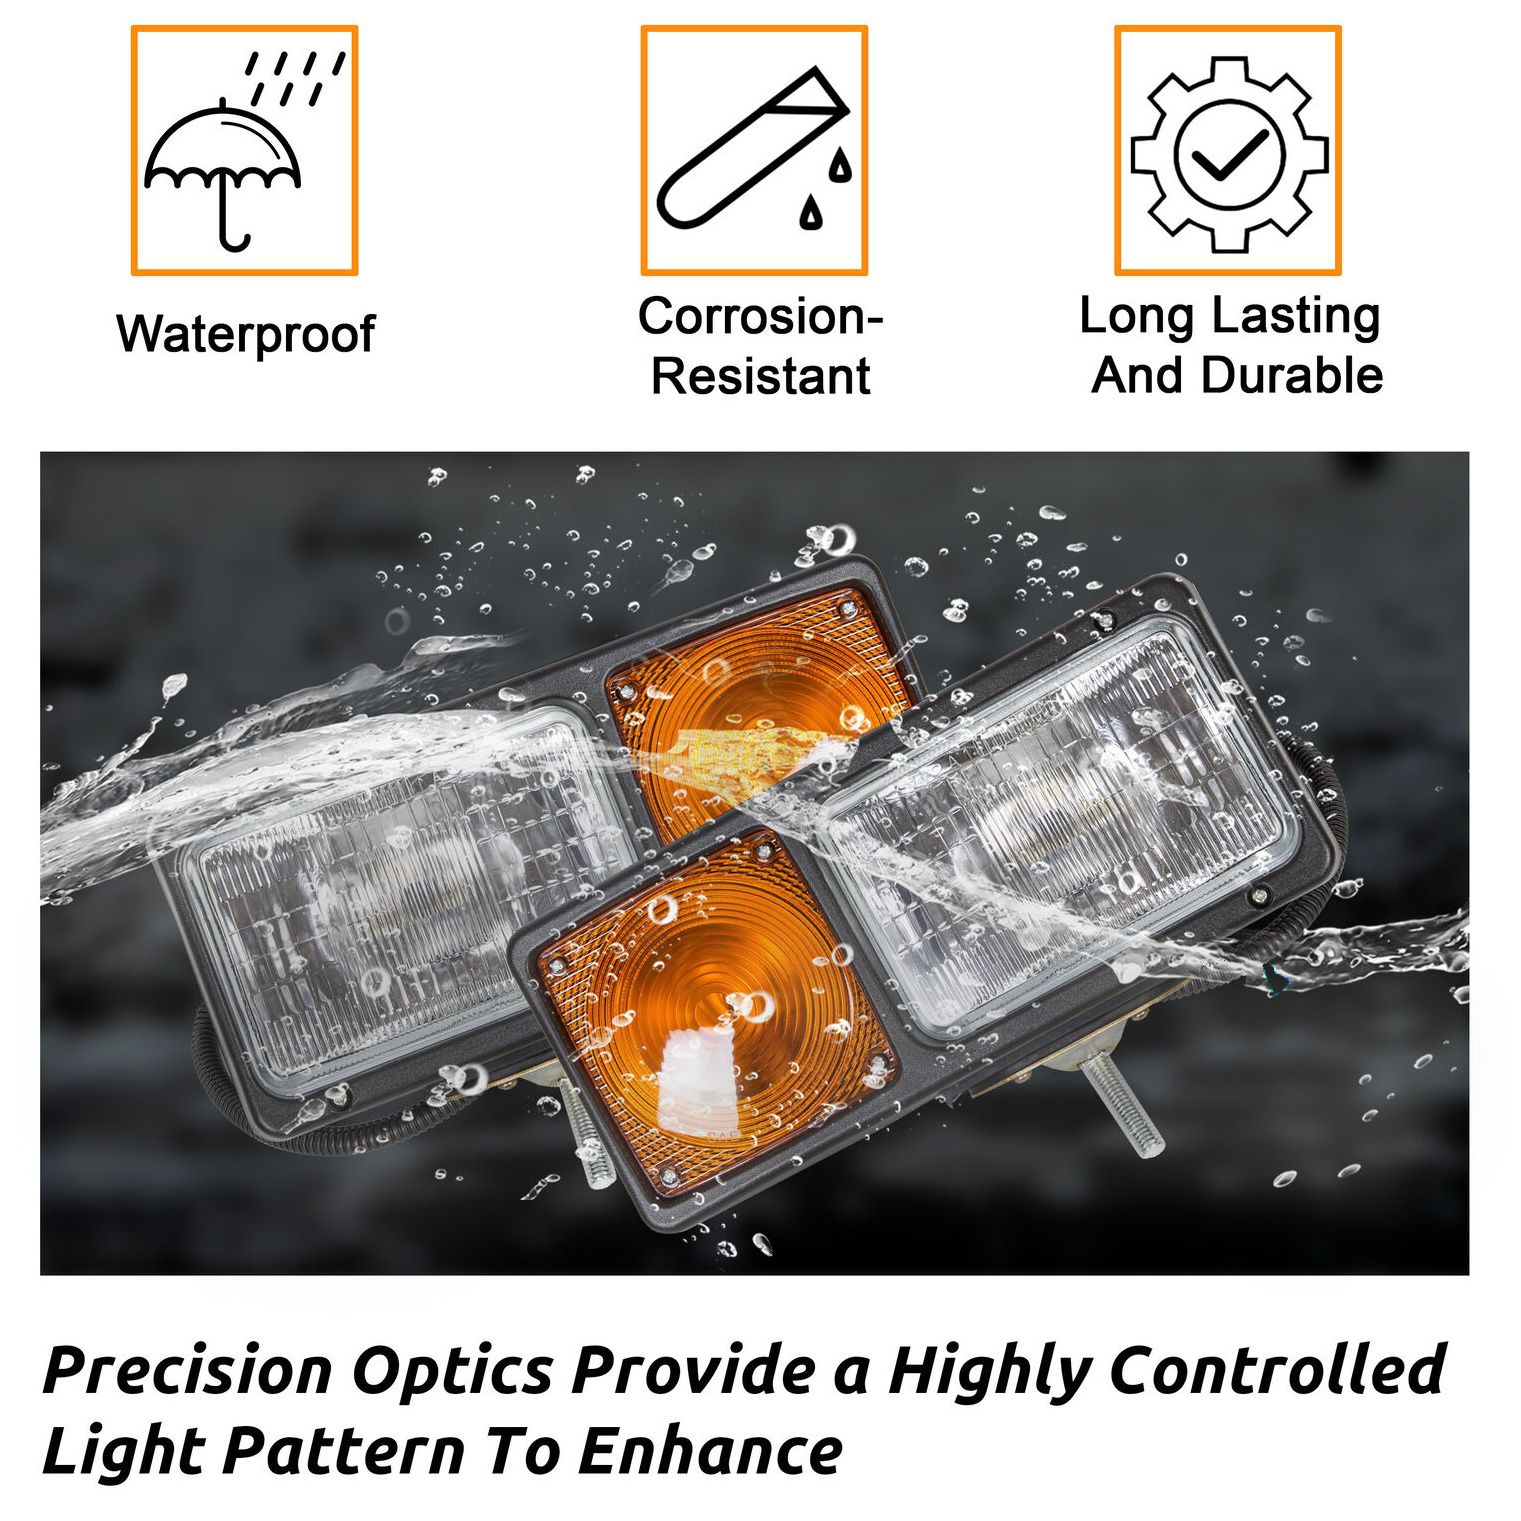 Waterproof
Corrosion-
Resistant
Long Lasting
And Durable
Precision Optics Provide a Highly Controlled
Light Pattern To Enhance